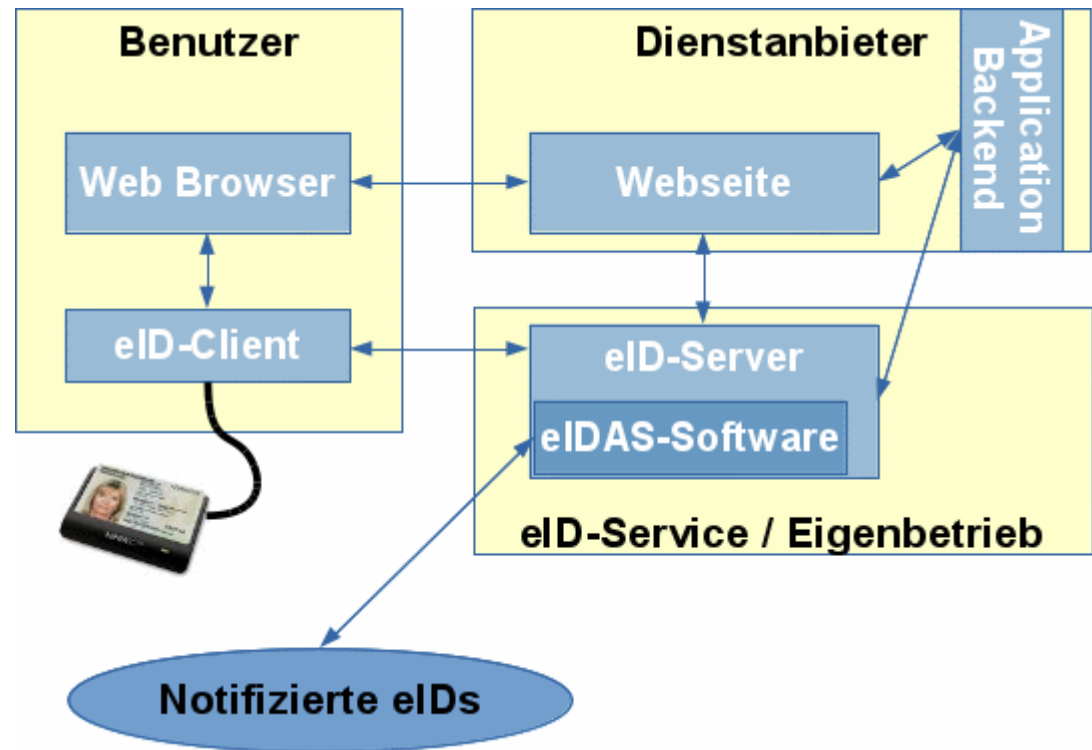 Benutzer
Web Browser
eID-Client
Dienstanbieter
Webseite
Application
Backend
eID-Server
eIDAS-Software
eID-Service / Eigenbetrieb
Notifizierte eIDs